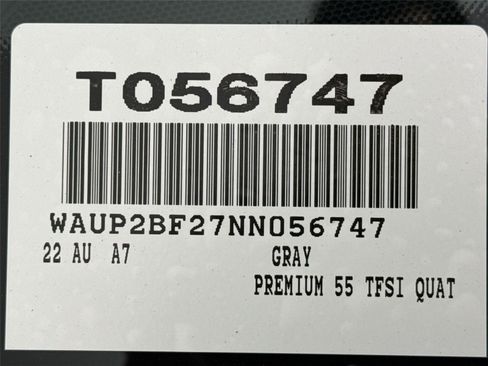 T056747
WAUP2BF27NN056747
22 AU A7 GRAY
PREMIUM 55 TFSI QUAT